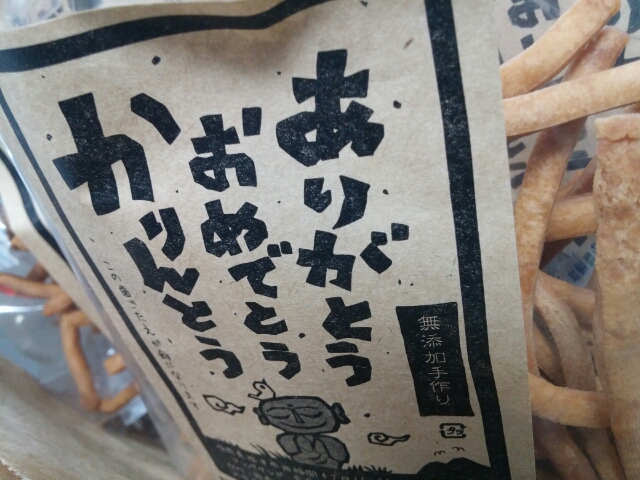 無添加手作り
ありがとう
おめでとう
かりんとう